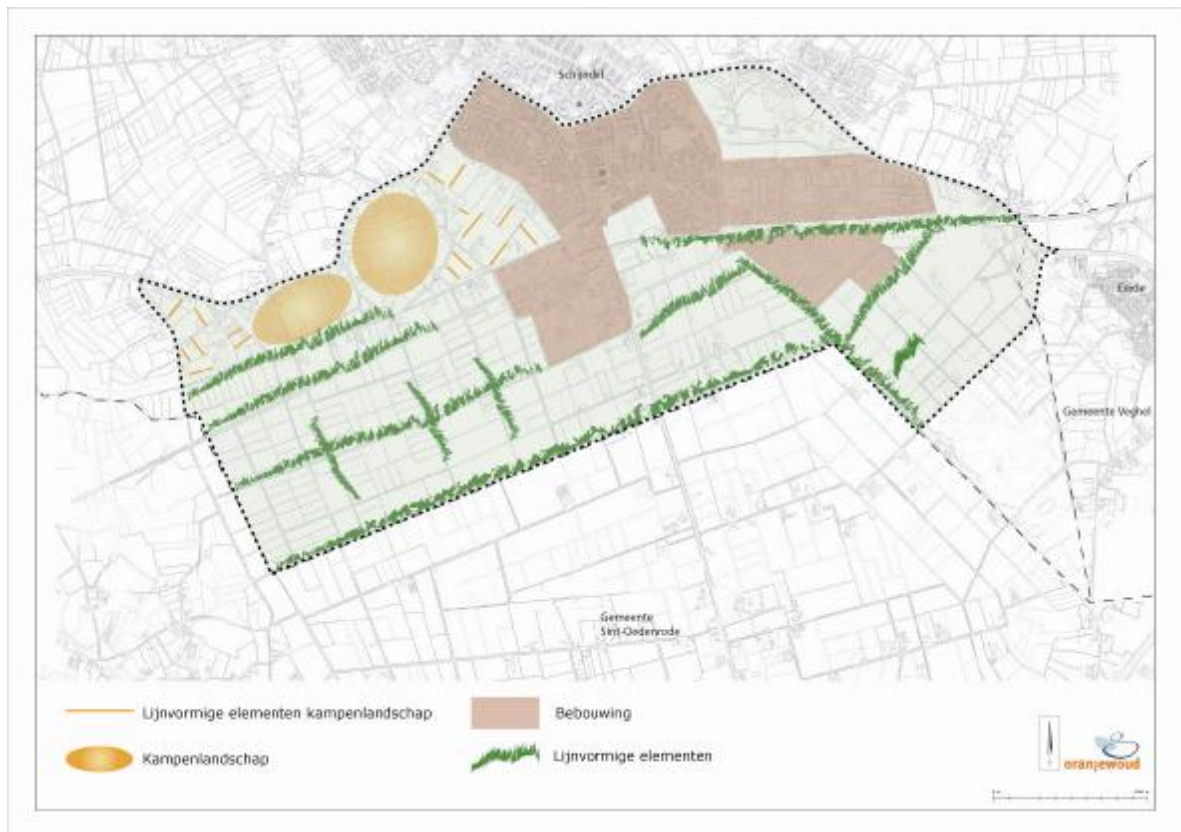 Schijndel
Eerde
Gemeente Veghel
Gemeente
Sint-Oedenrode
Lijnvormige elementen kampenlandschap
Bebouwing
Kampenlandschap
Lijnvormige elementen
oranjewoud